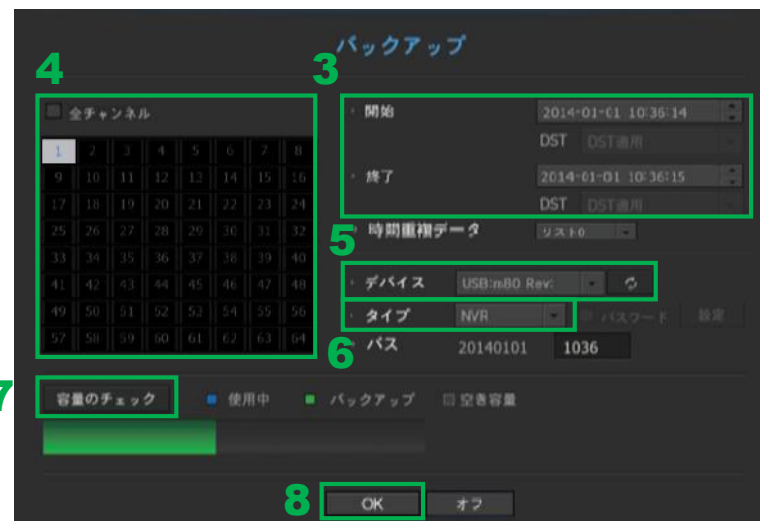 バックアップ
4
3
全チャンネル
開始 2014-01-01 10:36:14
DST DST適用
1 2 3 4 5 6 7 8
9 10 11 12 13 14 15 16
終了 2014-01-01 10:36:15
DST DST適用
17 18 19 20 21 22 23 24
25 26 27 28 29 30 31 32
5
時間重複データ リスト0
33 34 35 36 37 38 39 40
41 42 43 44 45 46 47 48
デバイス USB:m80 Rev:
49 50 51 52 53 54 55 56
タイプ NVR パスワード 設定
57 58 59 60 61 62 63 64
6
パス 20140101 1036
7
容量のチェック 使用中 バックアップ 空き容量
8
OK オフ